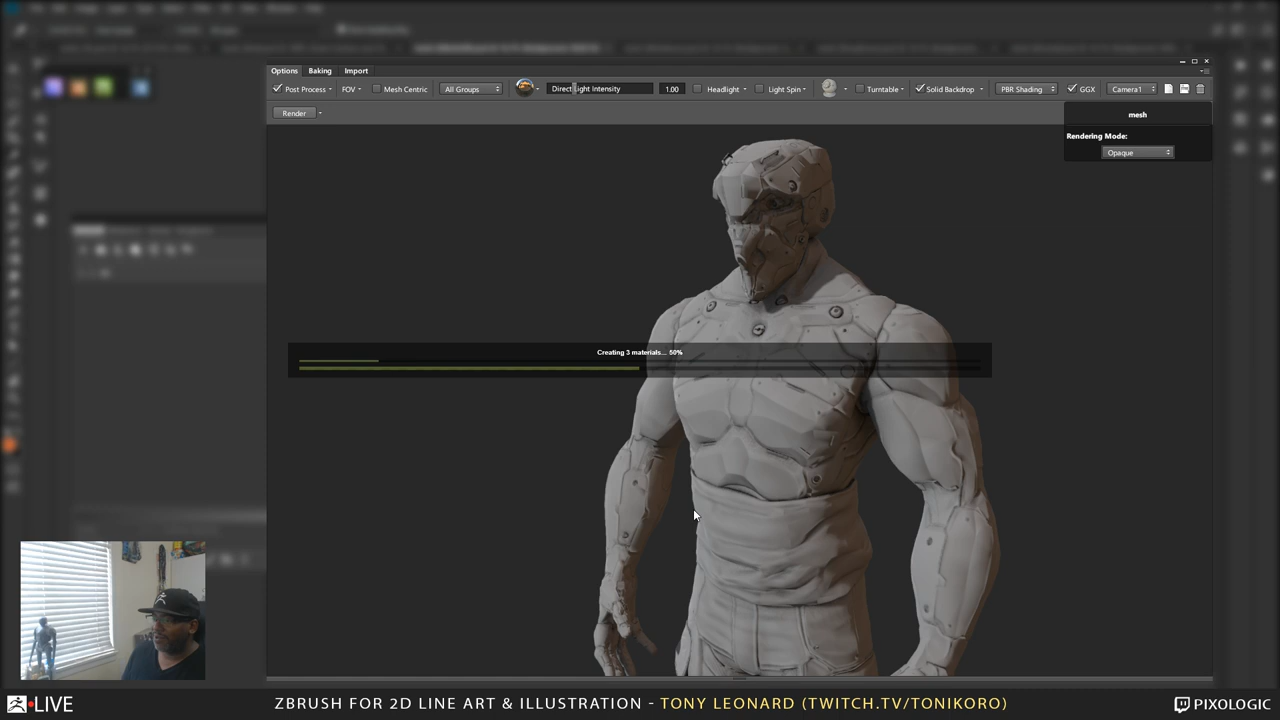 Options Baking Import
Post Process FOV Mesh Centric All Groups Direct Light Intensity 1.00 Headlight Light Spin Turntable Solid Backdrop PBR Shading GGX Camera1
Render
mesh
Rendering Mode:
Opaque
Creating 3 materials... 50%
LIVE ZBRUSH FOR 2D LINE ART & ILLUSTRATION - TONY LEONARD (TWITCH.TV/TONIKORO) PIXOLOGIC